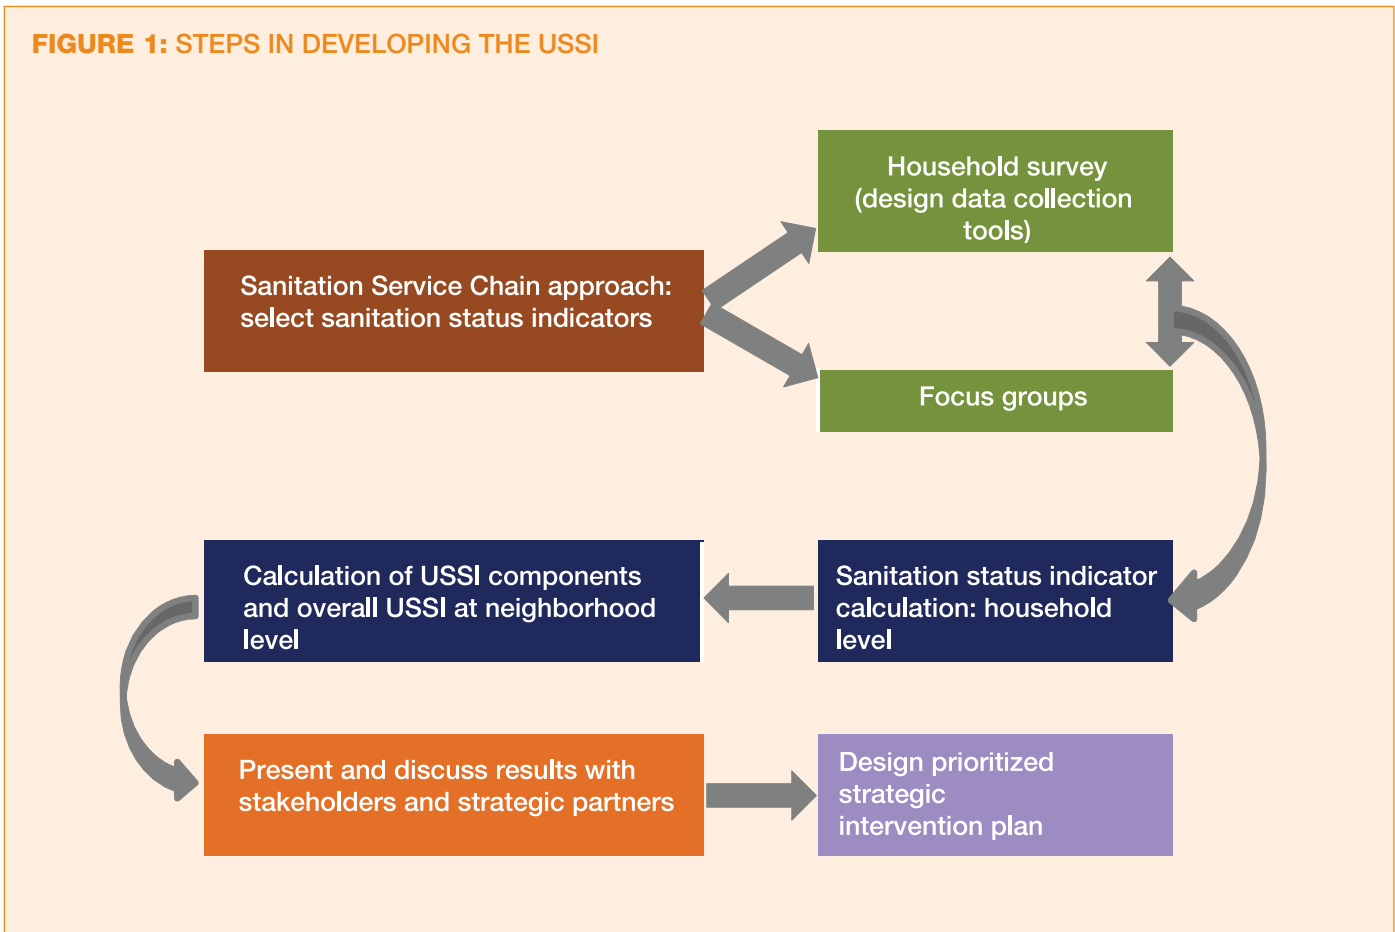 FIGURE 1: STEPS IN DEVELOPING THE USSI
Household survey
(design data collection
tools)
Sanitation Service Chain approach:
select sanitation status indicators
Focus groups
Calculation of USSI components
and overall USSI at neighborhood
level
Sanitation status indicator
calculation: household
level
Present and discuss results with
stakeholders and strategic partners
Design prioritized
strategic
intervention plan